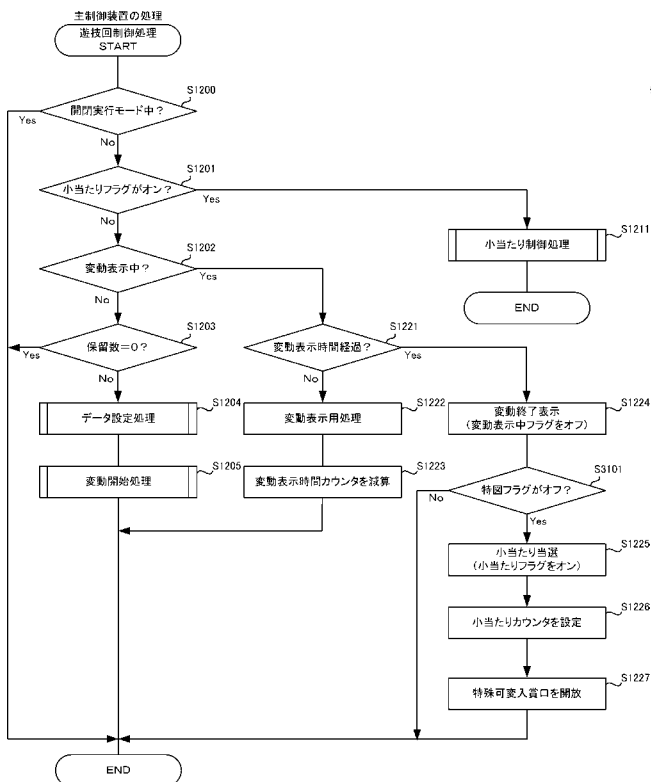 主制御装置の処理
遊技回制御処理
START
S1200
開閉実行モード中？
Yes
No
S1201
小当たりフラグがオン？
Yes
No
S1211
小当たり制御処理
END
S1202
変動表示中？
Yes
No
S1203
保留数＝0？
Yes
No
S1221
変動表示時間経過？
Yes
No
S1204
データ設定処理
S1222
変動表示用処理
S1224
変動終了表示
(変動表示中フラグをオフ)
S1205
変動開始処理
S1223
変動表示時間カウンタを減算
S3101
特図フラグがオフ？
No
Yes
S1225
小当たり当選
(小当たりフラグをオン)
S1226
小当たりカウンタを設定
S1227
特殊可変入賞口を開放
END